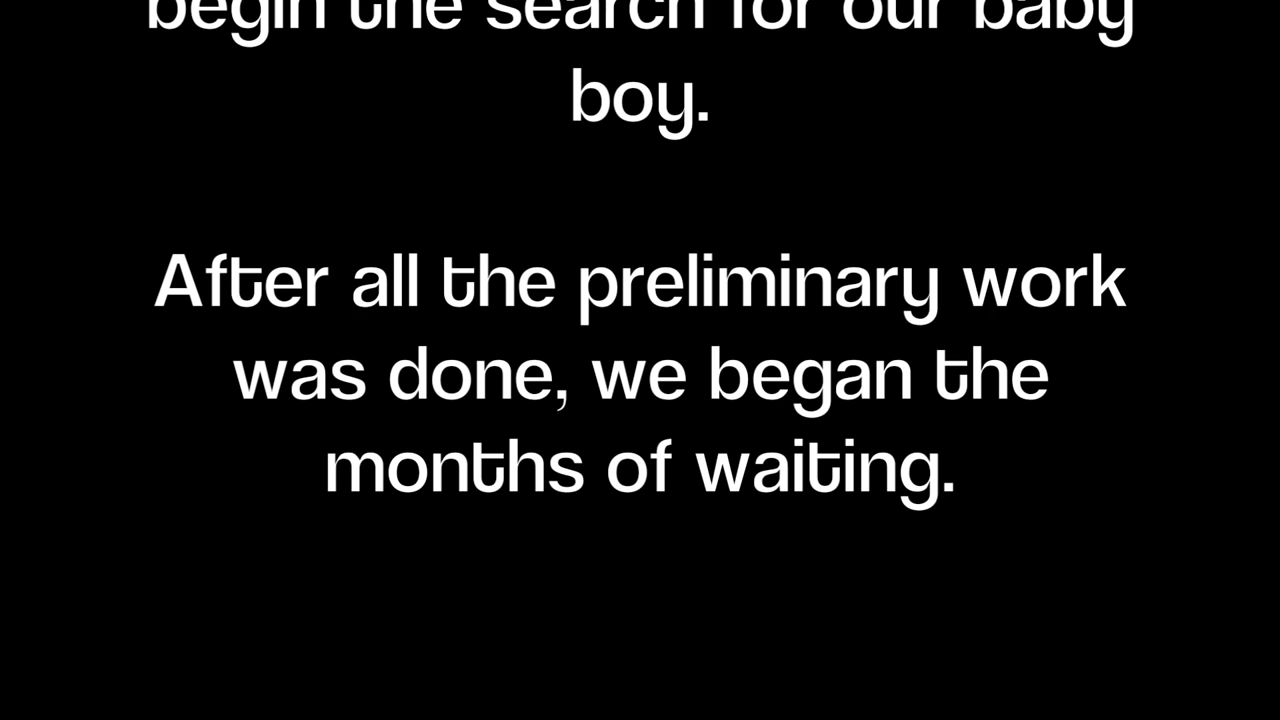 begin the search for our baby
boy.
After all the preliminary work
was done, we began the
months of waiting.